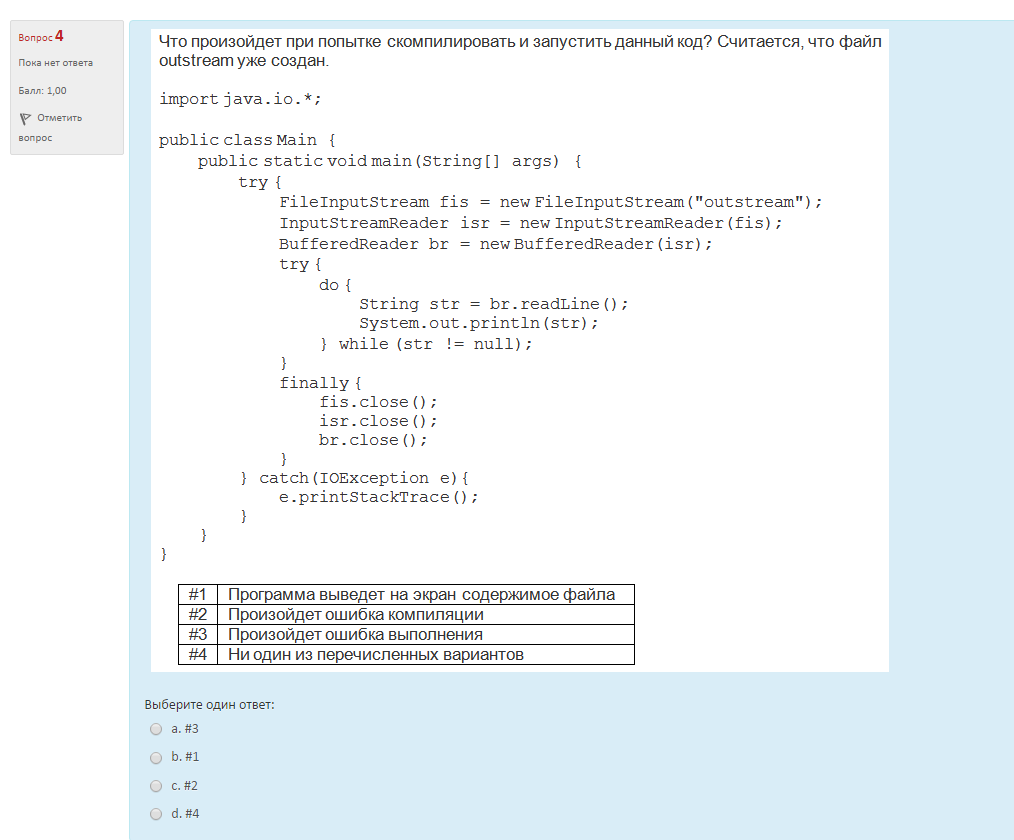 Вопрос 4
Пока нет ответа
Балл: 1,00
Отметить
вопрос
Что произойдет при попытке скомпилировать и запустить данный код? Считается, что файл
outstream уже создан.
import java.io.*;
public class Main {
public static void main(String[] args) {
try {
FileInputStream fis = new FileInputStream("outstream");
InputStreamReader isr = new InputStreamReader(fis);
BufferedReader br = new BufferedReader(isr);
try {
do {
String str = br.readLine();
System.out.println(str);
} while (str != null);
}
finally {
fis.close();
isr.close();
br.close();
}
} catch(IOException e){
e.printStackTrace();
}
}
}
#1 Программа выведет на экран содержимое файла
#2 Произойдет ошибка компиляции
#3 Произойдет ошибка выполнения
#4 Ни один из перечисленных вариантов
Выберите один ответ:
a. #3
b. #1
c. #2
d. #4